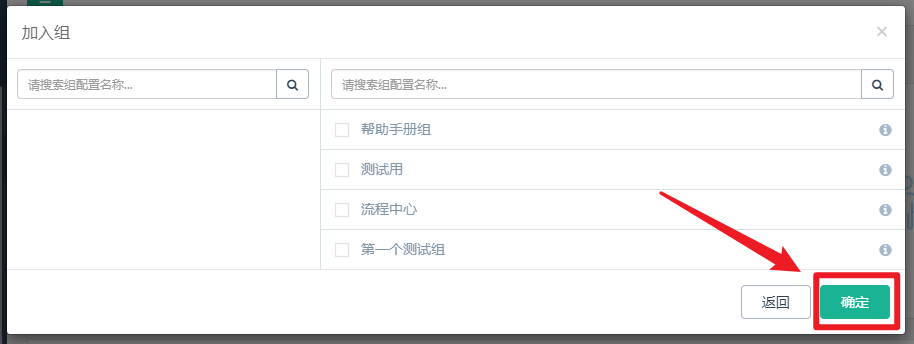 加入组
×
请搜索组配置名称...
请搜索组配置名称...
帮助手册组
测试用
流程中心
第一个测试组
返回
确定